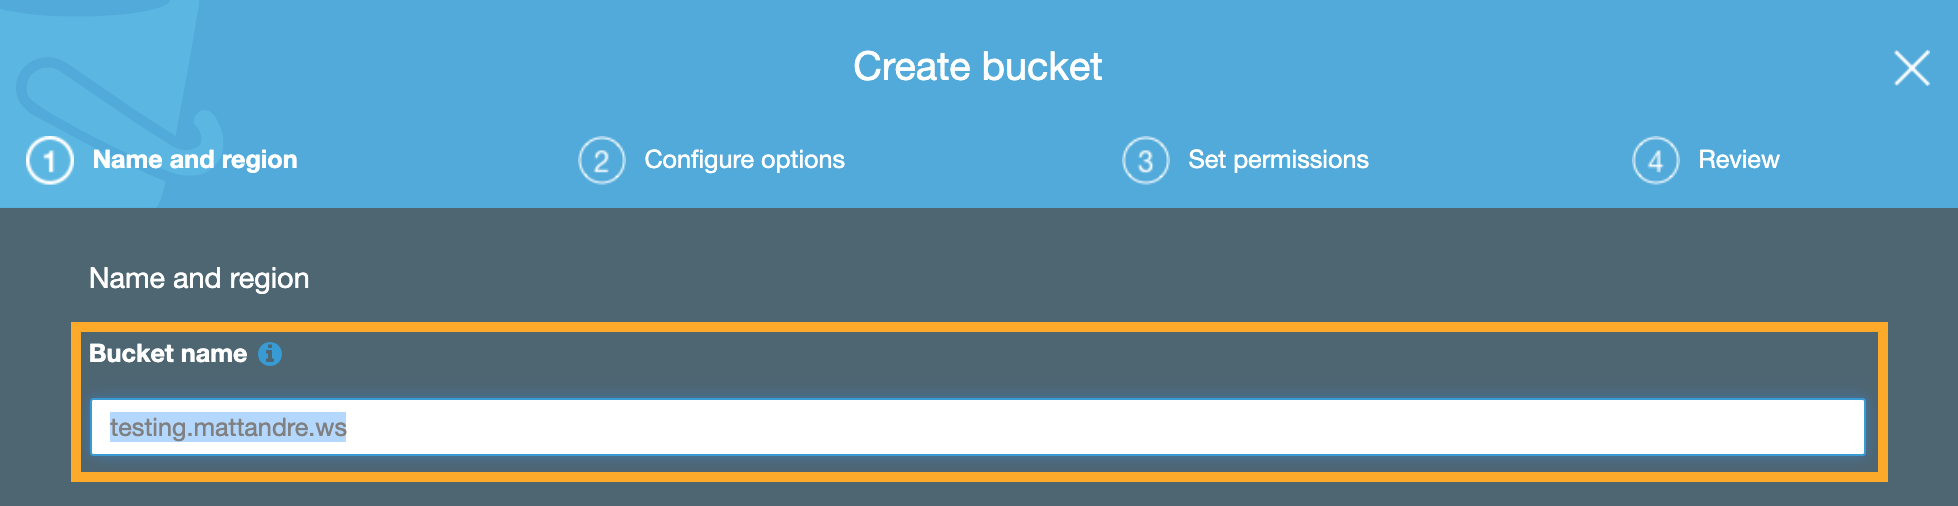 Create bucket
1 Name and region 2 Configure options 3 Set permissions 4 Review
Name and region
Bucket name
testing.mattandre.ws